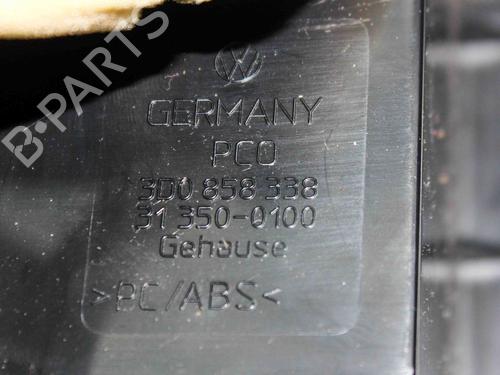 B-PARTS
GERMANY
PCO
3D0 858 338
31 350-0100
Gehause
>PC/ABS<